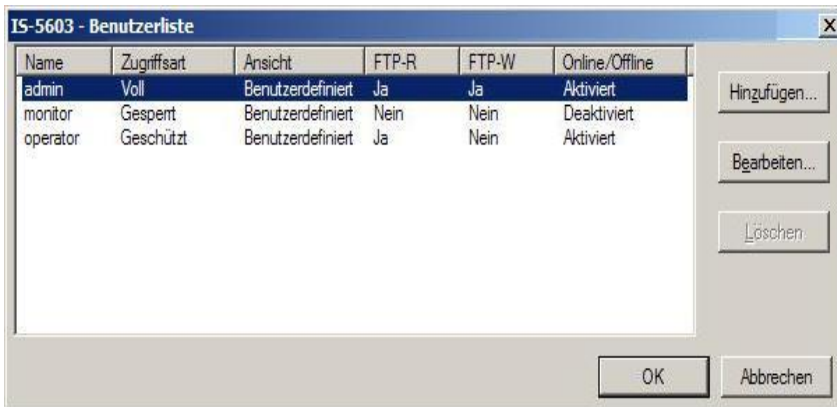 IS-5603 - Benutzerliste
Name Zugriffsart Ansicht FTP-R FTP-W Online/Offline
admin Voll Benutzerdefiniert Ja Ja Aktiviert
monitor Gesperrt Benutzerdefiniert Nein Nein Deaktiviert
operator Geschützt Benutzerdefiniert Ja Nein Aktiviert
Hinzufügen...
Bearbeiten...
Löschen
OK Abbrechen